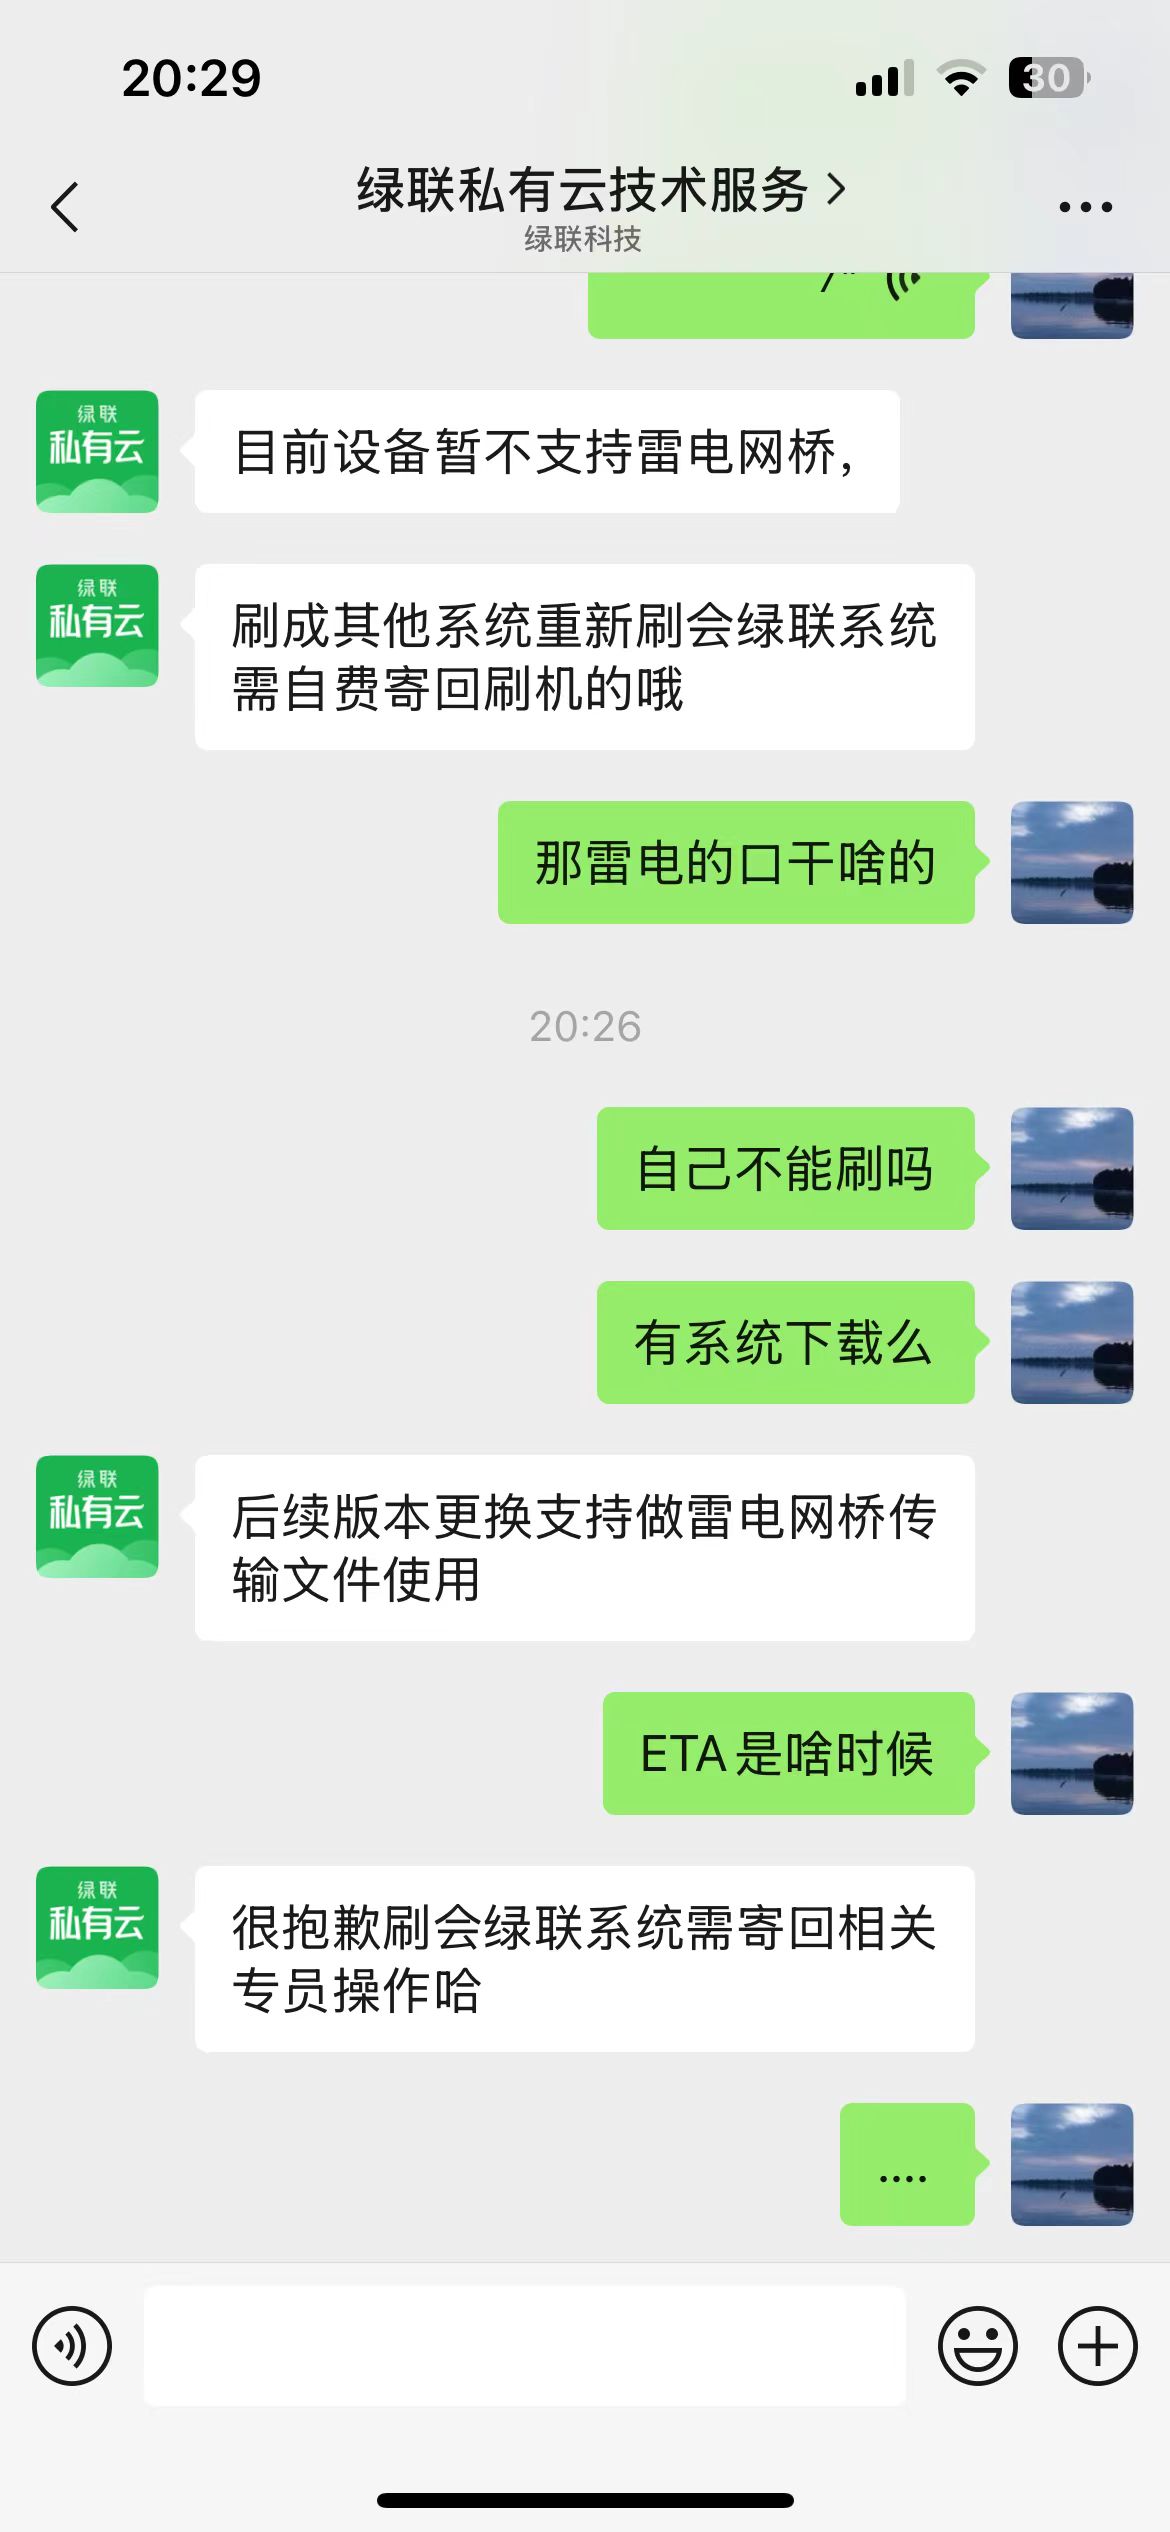 20:29
30
绿联私有云技术服务
绿联科技
7"
绿联
私有云
目前设备暂不支持雷电网桥，
绿联
私有云
刷成其他系统重新刷会绿联系统
需自费寄回刷机的哦
那雷电的口干啥的
20:26
自己不能刷吗
有系统下载么
绿联
私有云
后续版本更换支持做雷电网桥传
输文件使用
ETA是啥时候
绿联
私有云
很抱歉刷会绿联系统需寄回相关
专员操作哈
....